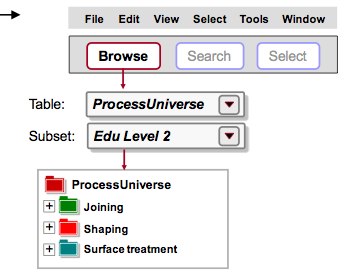 File Edit View Select Tools Window
Browse Search Select
Table: ProcessUniverse
Subset: Edu Level 2
ProcessUniverse
Joining
Shaping
Surface treatment